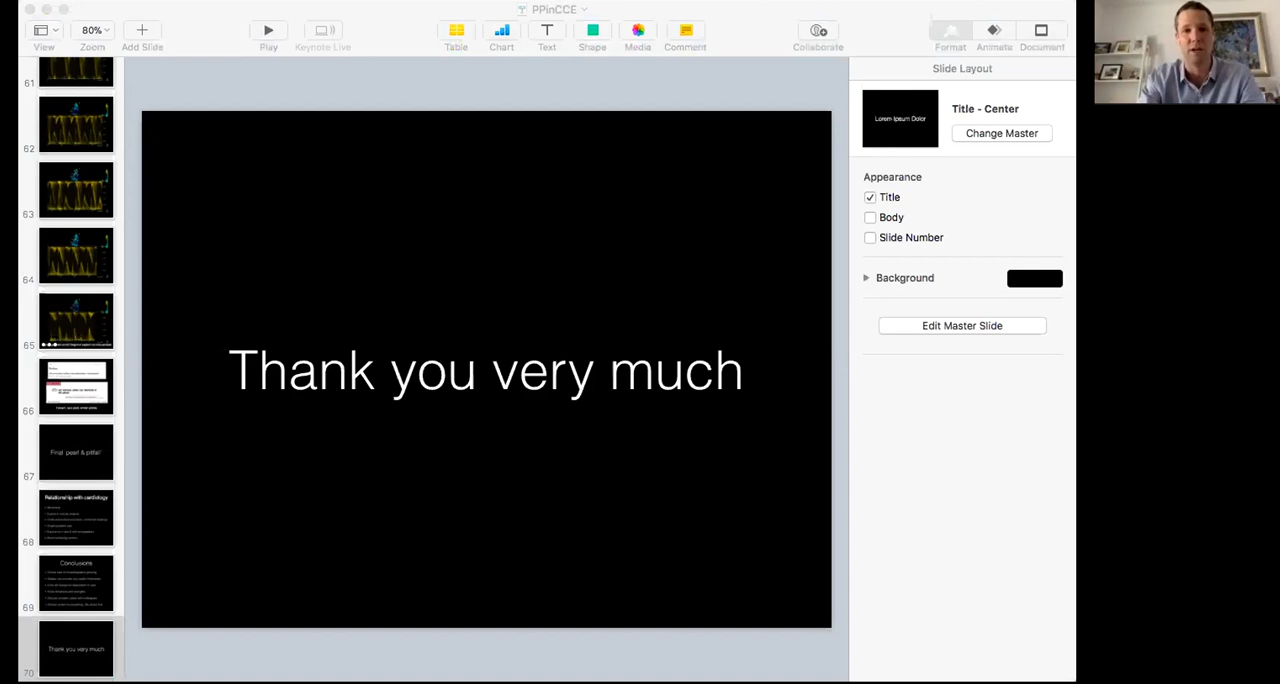 PPinCCE
80%
View
Zoom
Add Slide
Play
Keynote Live
Table
Chart
Text
Shape
Media
Comment
Collaborate
Format
Animate
Document
Slide Layout
Lorem Ipsum Dolor
Title - Center
Change Master
Appearance
Title
Body
Slide Number
Background
Edit Master Slide
Thank you very much
61
62
63
64
65
66
Final pearl & pitfall
67
Relationship with cardiology
68
Conclusions
69
Thank you very much
70